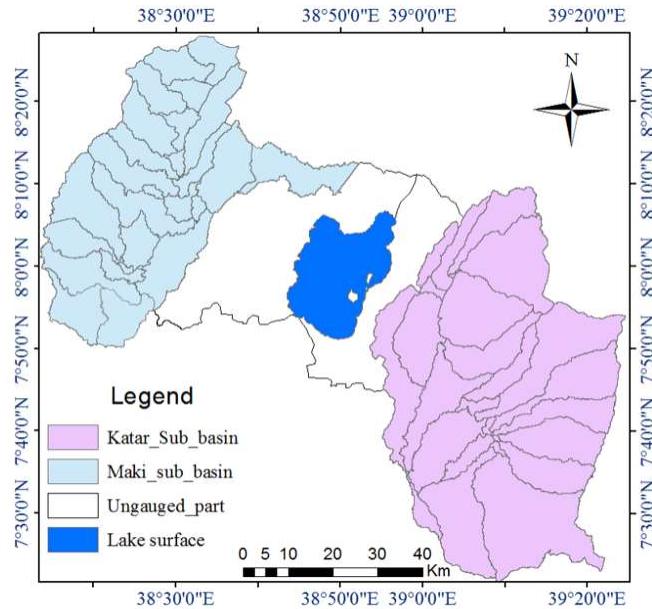 38°30'0"E 38°50'0"E 39°0'0"E 39°20'0"E
N
8°20'0"N 8°20'0"N
8°10'0"N 8°10'0"N
8°0'0"N 8°0'0"N
7°50'0"N 7°50'0"N
7°40'0"N 7°40'0"N
7°30'0"N 7°30'0"N
Legend
Katar_Sub_basin
Maki_sub_basin
Ungauged_part
Lake surface
0 5 10 20 30 40
Km
38°30'0"E 38°50'0"E 39°0'0"E 39°20'0"E